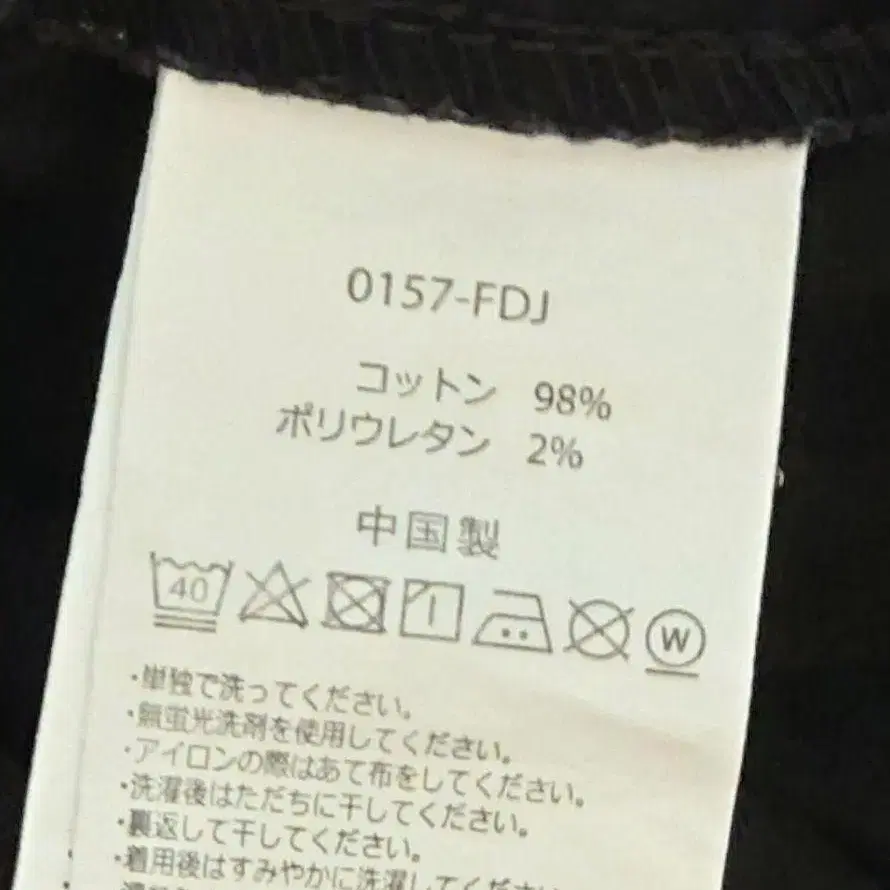 0157-FDJ
コットン 98%
ポリウレタン 2%
中国製
40 W
・単独で洗ってください。
・無蛍光洗剤を使用してください。
・アイロンの際はあて布をしてください。
・洗濯後はただちに干してください。
・裏返して干してください。
・着用後はすみやかに洗濯してくださ